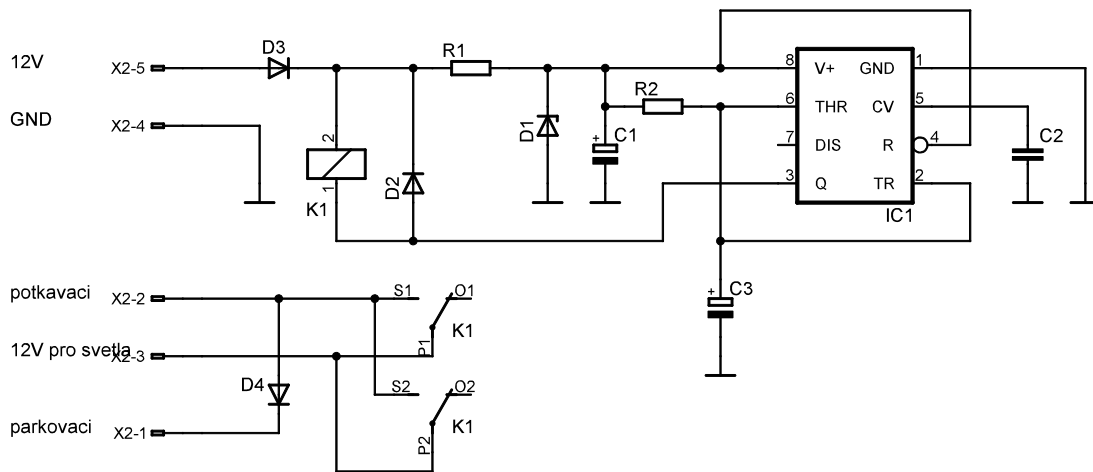 12V X2-5 D3 R1
GND X2-4
2
1
K1
D2
D1
+ C1
R2
8 V+ GND 1
6 THR CV 5
7 DIS R 4
3 Q TR 2
IC1
C2
+ C3
potkavaci X2-2 S1 O1
P1 K1
12V pro svetla X2-3
D4 S2 O2
P2 K1
parkovaci X2-1